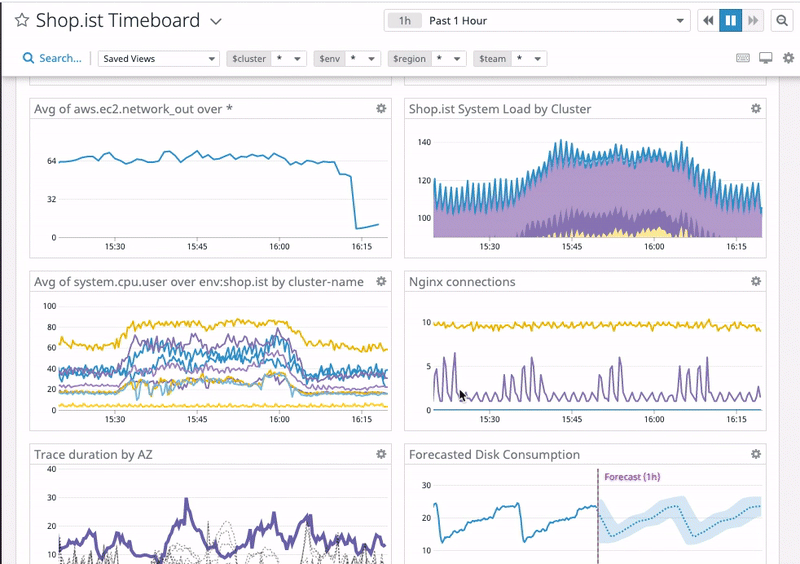 Shop.ist Timeboard
1h Past 1 Hour
Search... Saved Views $cluster * $env * $region * $team *
Avg of aws.ec2.network_out over *
64
32
0
15:30 15:45 16:00 16:15
Shop.ist System Load by Cluster
140
120
100
15:30 15:45 16:00 16:15
Avg of system.cpu.user over env:shop.ist by cluster-name
100
80
60
40
20
0
15:30 15:45 16:00 16:15
Nginx connections
10
5
0
15:30 15:45 16:00 16:15
Trace duration by AZ
40
30
20
10
Forecasted Disk Consumption
Forecast (1h)
30
20
10